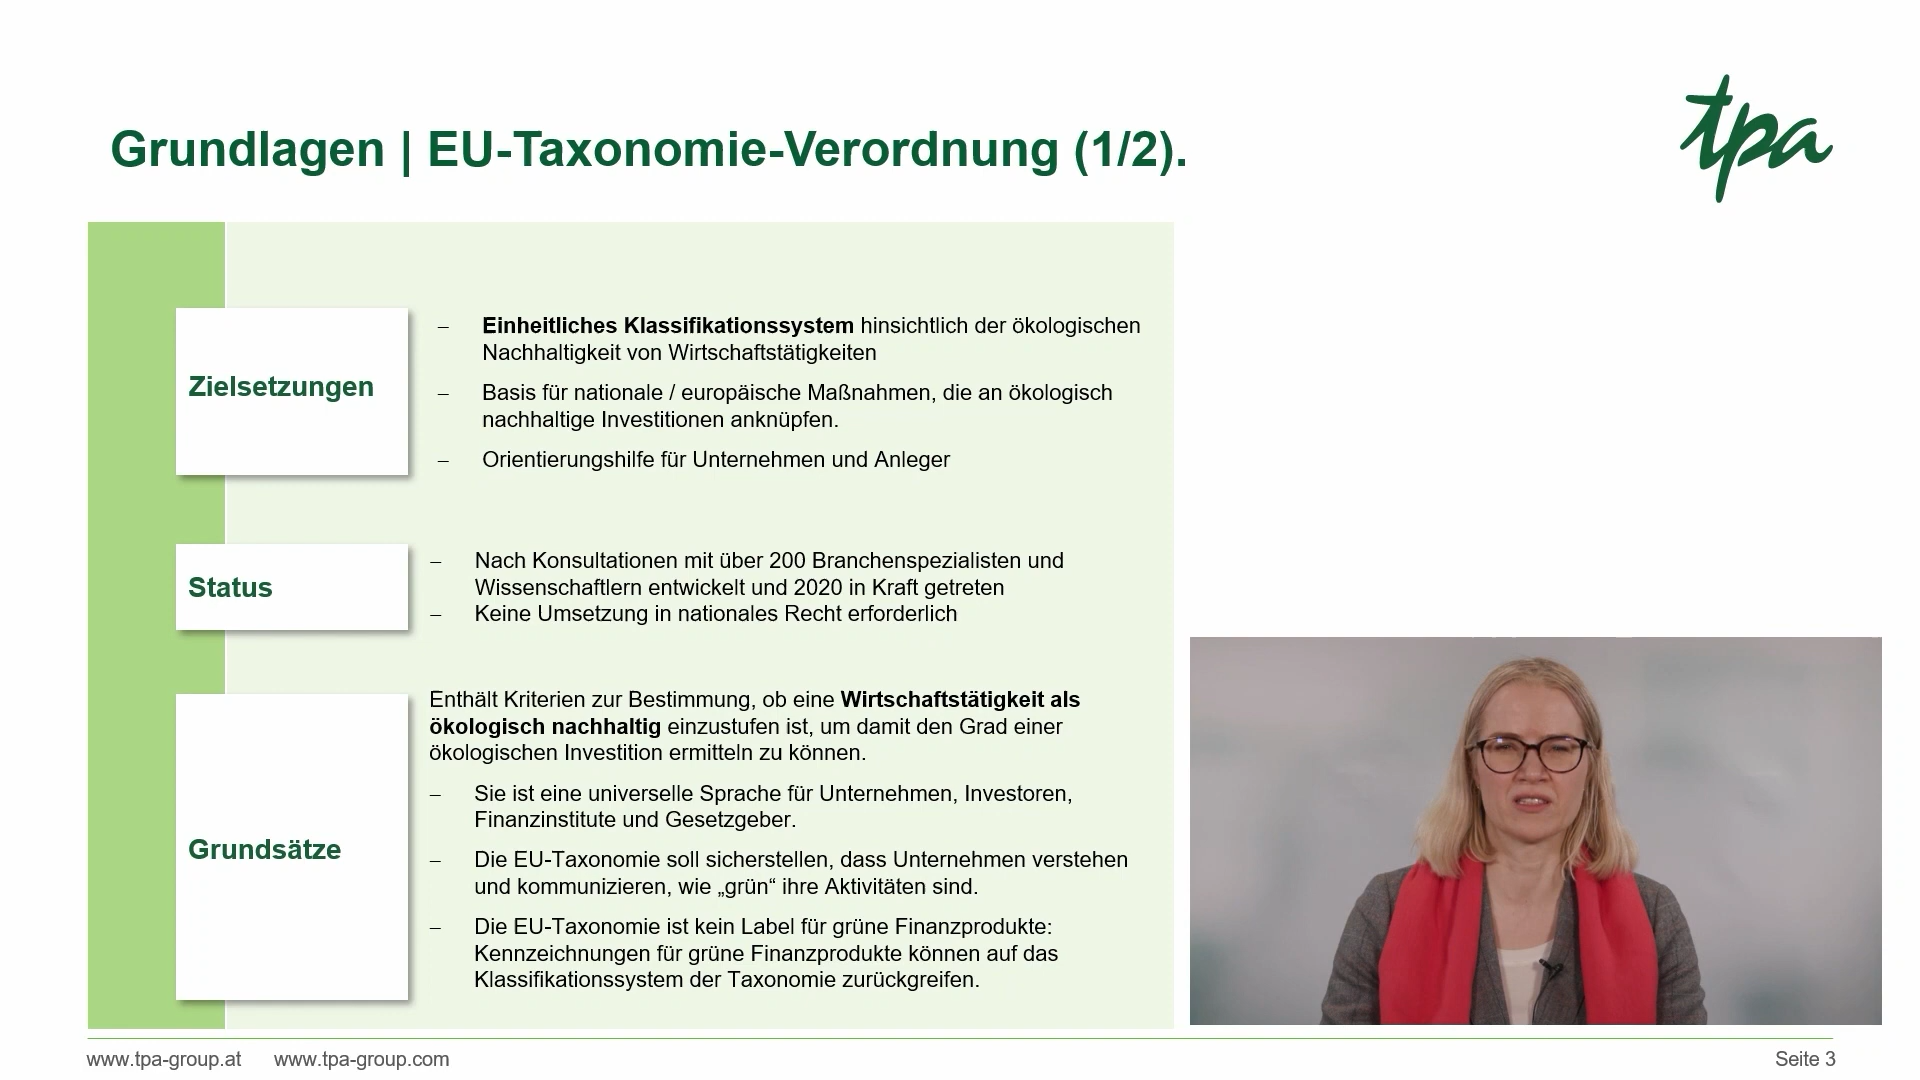 tpa
Grundlagen | EU-Taxonomie-Verordnung (1/2).
Zielsetzungen
– Einheitliches Klassifikationssystem hinsichtlich der ökologischen
Nachhaltigkeit von Wirtschaftstätigkeiten
– Basis für nationale / europäische Maßnahmen, die an ökologisch
nachhaltige Investitionen anknüpfen.
– Orientierungshilfe für Unternehmen und Anleger
Status
– Nach Konsultationen mit über 200 Branchenspezialisten und
Wissenschaftlern entwickelt und 2020 in Kraft getreten
– Keine Umsetzung in nationales Recht erforderlich
Grundsätze
Enthält Kriterien zur Bestimmung, ob eine Wirtschaftstätigkeit als
ökologisch nachhaltig einzustufen ist, um damit den Grad einer
ökologischen Investition ermitteln zu können.
– Sie ist eine universelle Sprache für Unternehmen, Investoren,
Finanzinstitute und Gesetzgeber.
– Die EU-Taxonomie soll sicherstellen, dass Unternehmen verstehen
und kommunizieren, wie „grün“ ihre Aktivitäten sind.
– Die EU-Taxonomie ist kein Label für grüne Finanzprodukte:
Kennzeichnungen für grüne Finanzprodukte können auf das
Klassifikationssystem der Taxonomie zurückgreifen.
www.tpa-group.at www.tpa-group.com
Seite 3